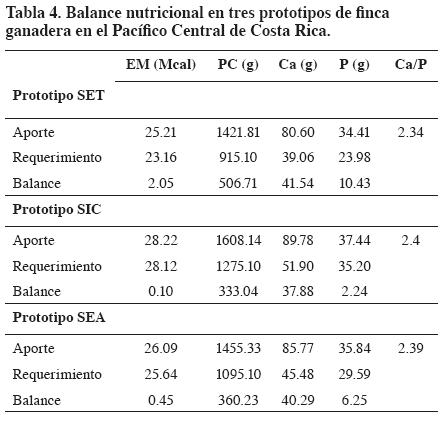 Tabla 4. Balance nutricional en tres prototipos de finca
ganadera en el Pacífico Central de Costa Rica.
EM (Mcal) PC (g) Ca (g) P (g) Ca/P
Prototipo SET
Aporte 25.21 1421.81 80.60 34.41 2.34
Requerimiento 23.16 915.10 39.06 23.98
Balance 2.05 506.71 41.54 10.43
Prototipo SIC
Aporte 28.22 1608.14 89.78 37.44 2.4
Requerimiento 28.12 1275.10 51.90 35.20
Balance 0.10 333.04 37.88 2.24
Prototipo SEA
Aporte 26.09 1455.33 85.77 35.84 2.39
Requerimiento 25.64 1095.10 45.48 29.59
Balance 0.45 360.23 40.29 6.25